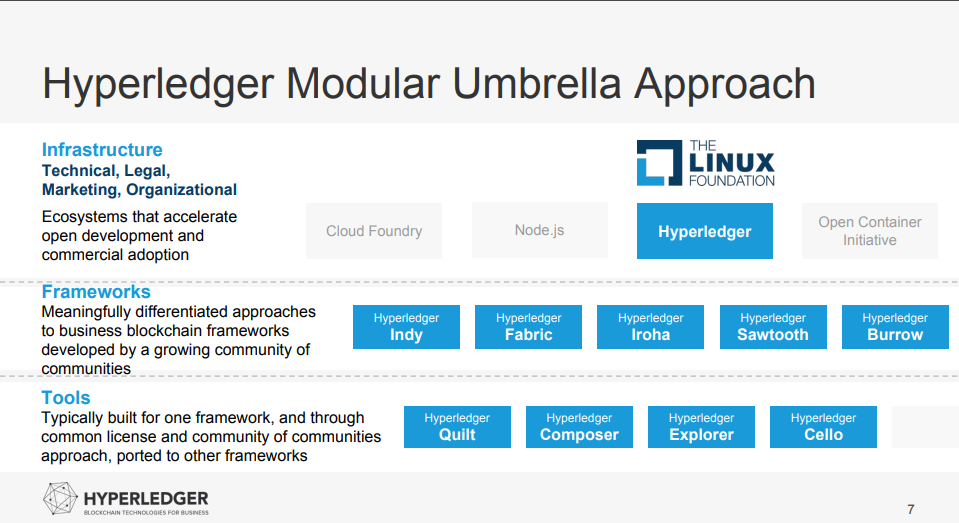 Hyperledger Modular Umbrella Approach
Infrastructure
Technical, Legal,
Marketing, Organizational
Ecosystems that accelerate
open development and
commercial adoption
THE
LINUX
FOUNDATION
Cloud Foundry
Node.js
Hyperledger
Open Container
Initiative
Frameworks
Meaningfully differentiated approaches
to business blockchain frameworks
developed by a growing community of
communities
Hyperledger
Indy
Hyperledger
Fabric
Hyperledger
Iroha
Hyperledger
Sawtooth
Hyperledger
Burrow
Tools
Typically built for one framework, and through
common license and community of communities
approach, ported to other frameworks
Hyperledger
Quilt
Hyperledger
Composer
Hyperledger
Explorer
Hyperledger
Cello
HYPERLEDGER
BLOCKCHAIN TECHNOLOGIES FOR BUSINESS
7